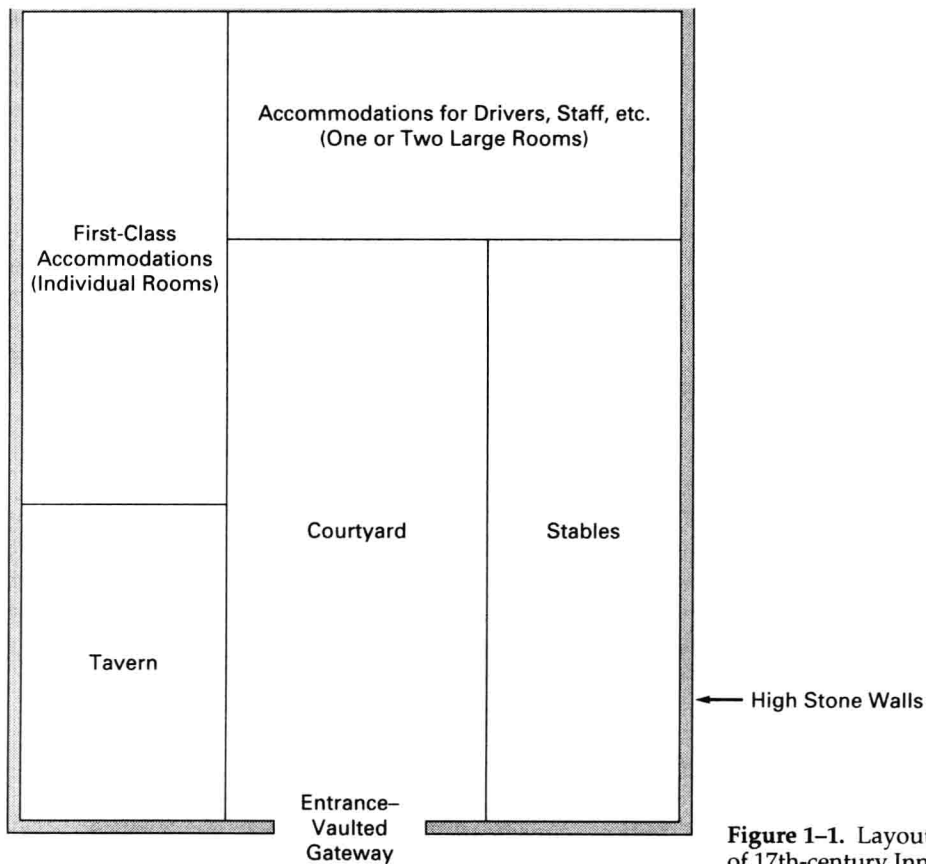 Accommodations for Drivers, Staff, etc.
(One or Two Large Rooms)
First-Class
Accommodations
(Individual Rooms)
Courtyard
Stables
Tavern
High Stone Walls
Entrance–
Vaulted
Gateway
Figure 1–1. Layout
of 17th-century Inn